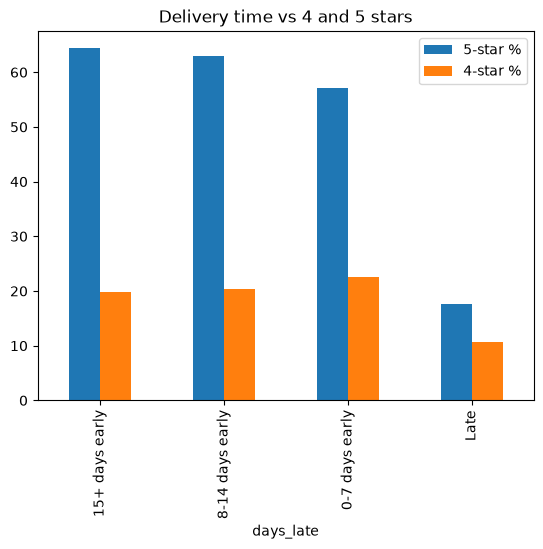 Delivery time vs 4 and 5 stars
5-star %
4-star %
60
50
40
30
20
10
0
15+ days early
8-14 days early
0-7 days early
Late
days_late